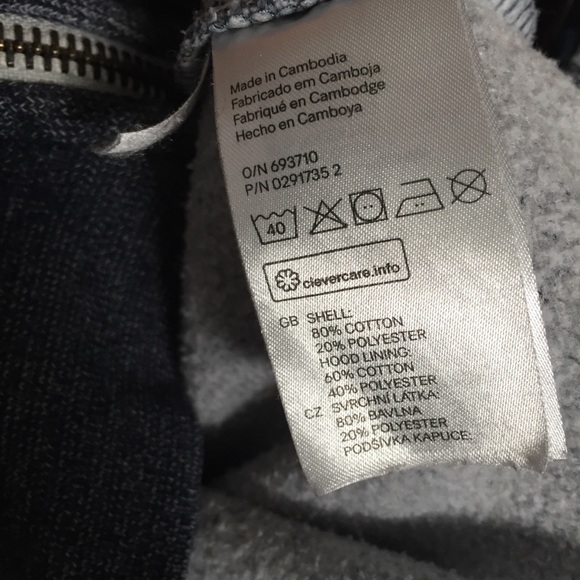 Made in Cambodia
Fabricado em Camboja
Fabriqué en Cambodge
Hecho en Camboya
O/N 693710
P/N 0291735 2
40
clevercare.info
GB SHELL:
80% COTTON
20% POLYESTER
HOOD LINING:
60% COTTON
40% POLYESTER
CZ SVRCHNÍ LÁTKA:
80% BAVLNA
20% POLYESTER
PODŠÍVKA KAPUCE: